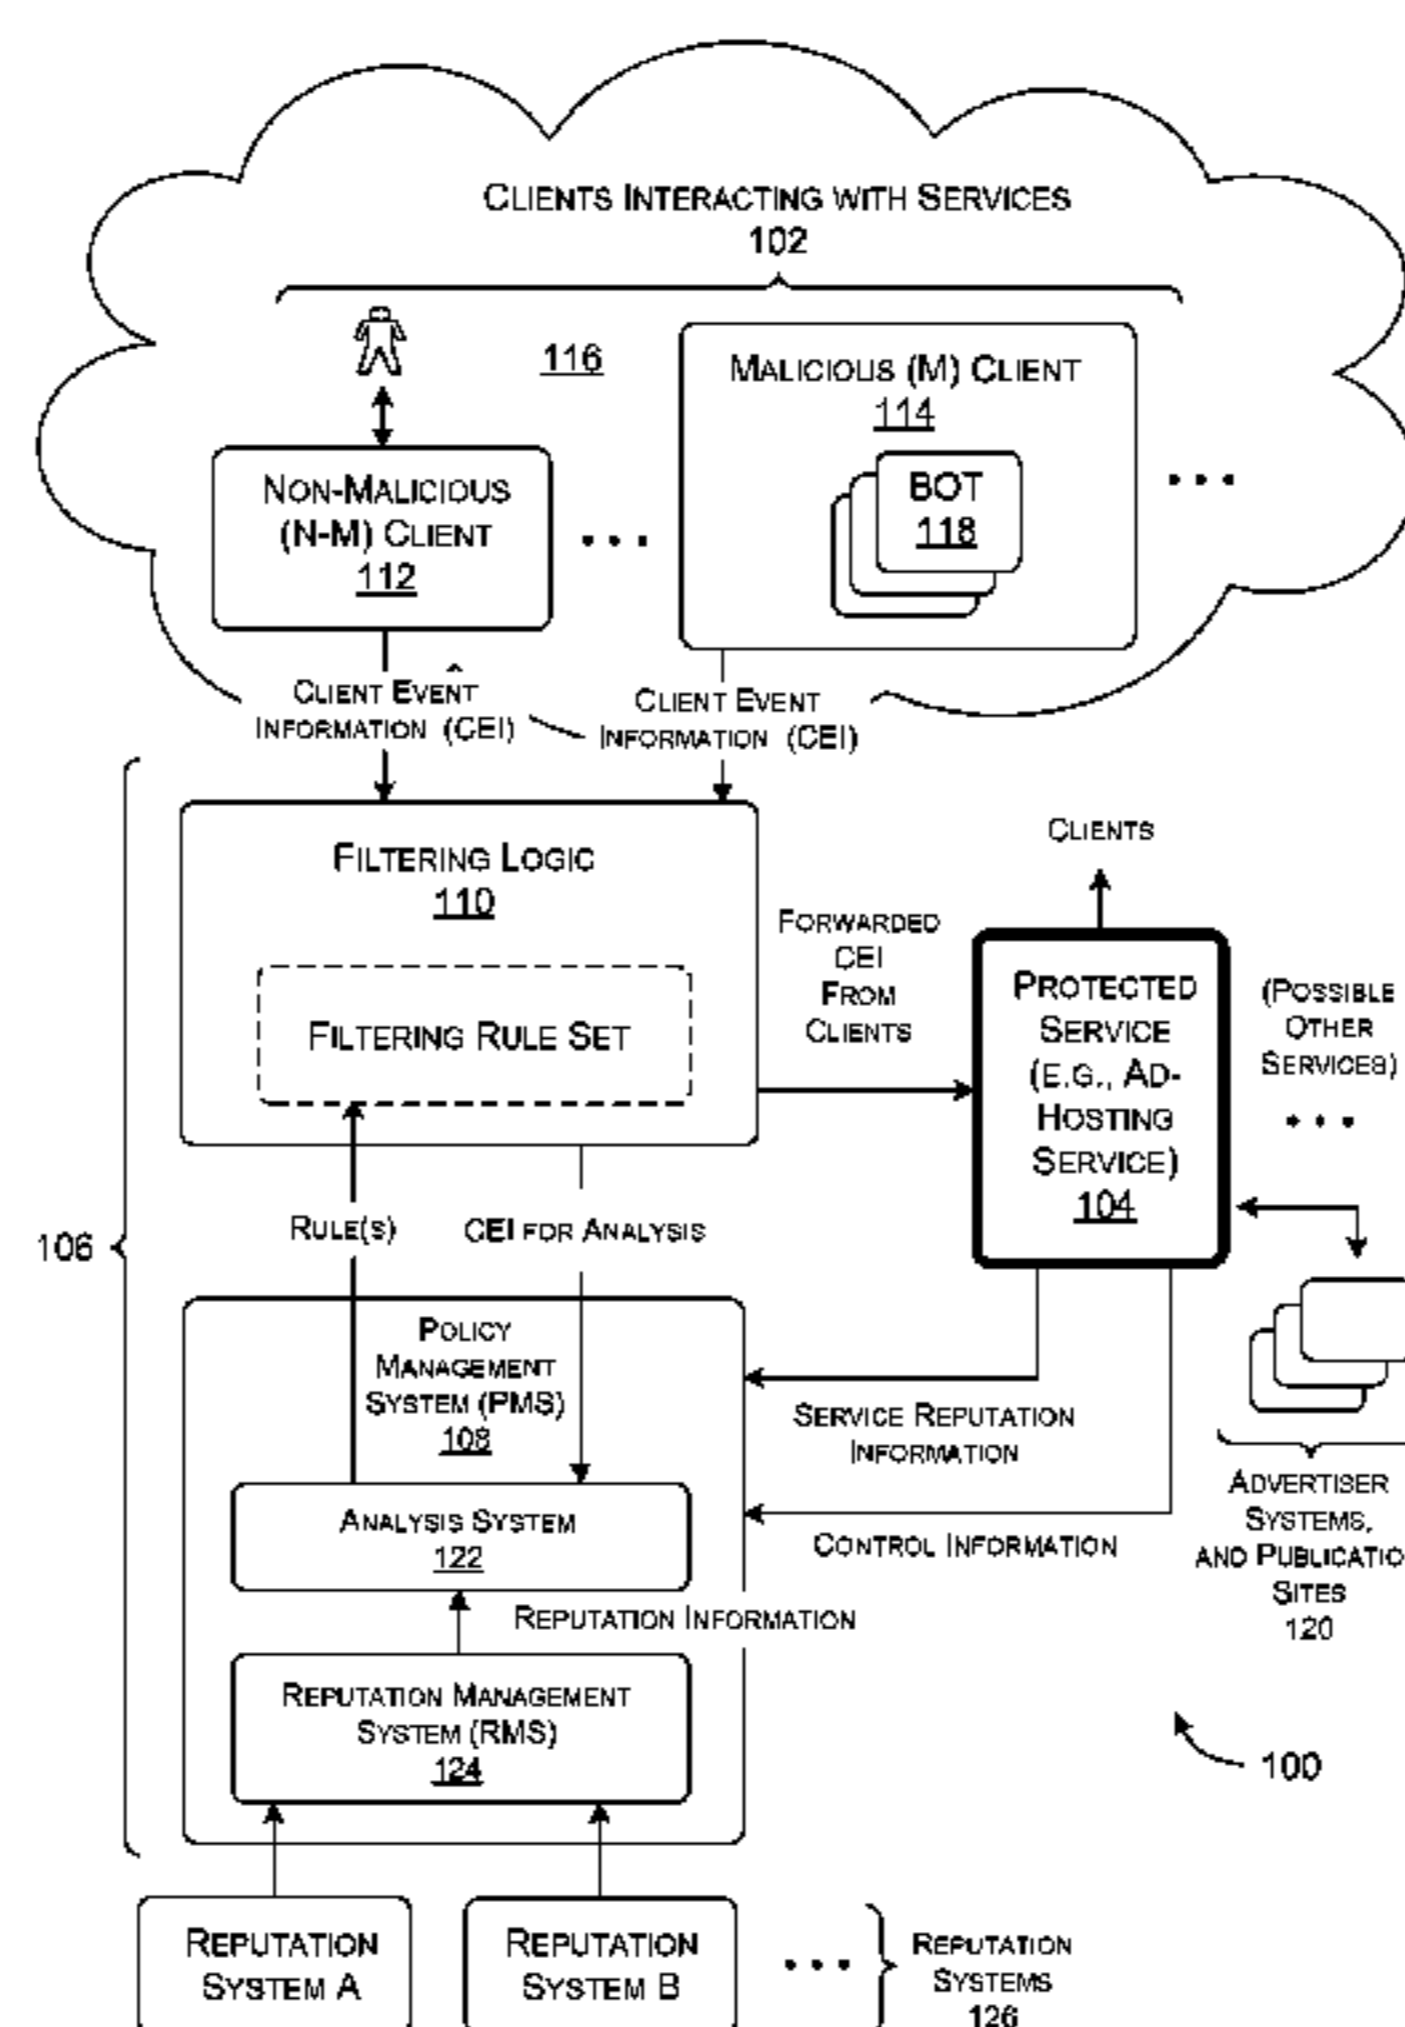 CLIENTS INTERACTING WITH SERVICES
102
116
MALICIOUS (M) CLIENT
114
BOT
118
NON-MALICIOUS
(N-M) CLIENT
112
CLIENT EVENT
INFORMATION (CEI)
CLIENT EVENT
INFORMATION (CEI)
FILTERING LOGIC
110
FILTERING RULE SET
FORWARDED
CEI
FROM
CLIENTS
CLIENTS
PROTECTED
SERVICE
(E.G., AD-
HOSTING
SERVICE)
104
(POSSIBLE
OTHER
SERVICES)
106
RULE(S)
CEI FOR ANALYSIS
POLICY
MANAGEMENT
SYSTEM (PMS)
108
SERVICE REPUTATION
INFORMATION
ANALYSIS SYSTEM
122
CONTROL INFORMATION
ADVERTISER
SYSTEMS,
AND PUBLICATIO
SITES
120
REPUTATION INFORMATION
REPUTATION MANAGEMENT
SYSTEM (RMS)
124
100
REPUTATION
SYSTEM A
REPUTATION
SYSTEM B
REPUTATION
SYSTEMS
126